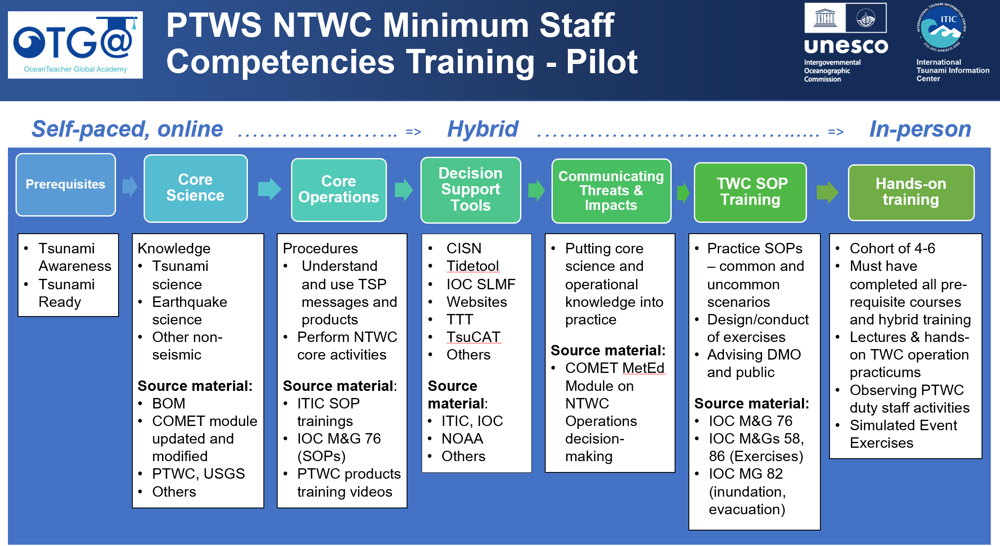 OTG@
OceanTeacher Global Academy
PTWS NTWC Minimum Staff
Competencies Training - Pilot
UNESCO
unesco
Intergovernmental
Oceanographic
Commission
INTERNATIONAL TSUNAMI INFORMATION CENTER
ITIC
ITIC.IOC-UNESCO.ORG
International
Tsunami Information
Center
Self-paced, online ………………….. => Hybrid ………………………………..…. => In-person
Prerequisites
Core
Science
Core
Operations
Decision
Support
Tools
Communicating
Threats &
Impacts
TWC SOP
Training
Hands-on
training
• Tsunami
Awareness
• Tsunami
Ready
Knowledge
• Tsunami
science
• Earthquake
science
• Other non-
seismic
Source material:
• BOM
• COMET module
updated and
modified
• PTWC, USGS
• Others
Procedures
• Understand
and use TSP
messages and
products
• Perform NTWC
core activities
Source material:
• ITIC SOP
trainings
• IOC M&G 76
(SOPs)
• PTWC products
training videos
• CISN
• Tidetool
• IOC SLMF
• Websites
• TTT
• TsuCAT
• Others
Source
material:
• ITIC, IOC
• NOAA
• Others
• Putting core
science and
operational
knowledge into
practice
Source material:
• COMET MetEd
Module on
NTWC
Operations
decision-
making
• Practice SOPs
– common and
uncommon
scenarios
• Design/conduct
of exercises
• Advising DMO
and public
Source material:
• IOC M&G 76
• IOC M&Gs 58,
86 (Exercises)
• IOC MG 82
(inundation,
evacuation)
• Cohort of 4-6
• Must have
completed all pre-
requisite courses
and hybrid training
• Lectures & hands-
on TWC operation
practicums
• Observing PTWC
duty staff activities
• Simulated Event
Exercises